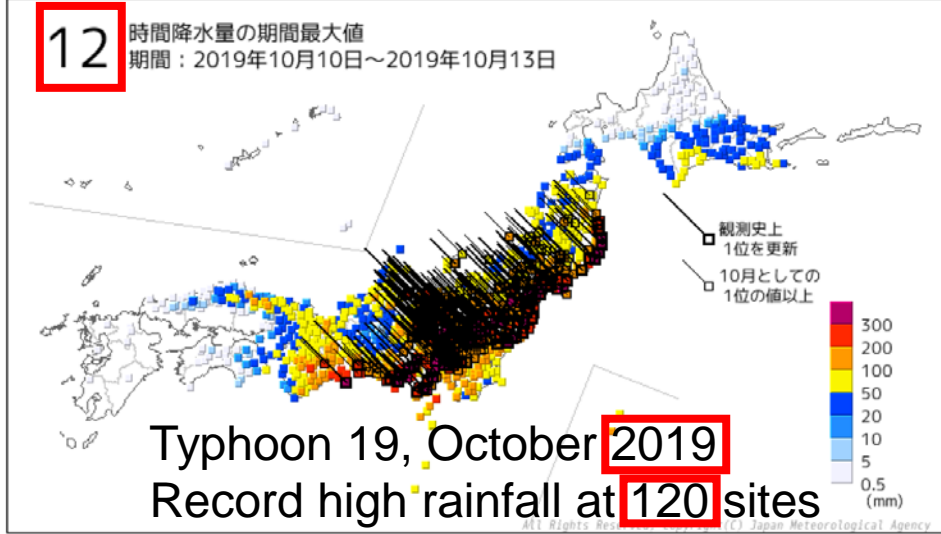 12
時間降水量の期間最大値
期間：2019年10月10日～2019年10月13日
観測史上
1位を更新
10月としての
1位の値以上
300
200
100
50
20
10
5
0.5
(mm)
Typhoon 19, October 2019
Record high rainfall at 120 sites
All Rights Reserved, Copyright(C) Japan Meteorological Agency